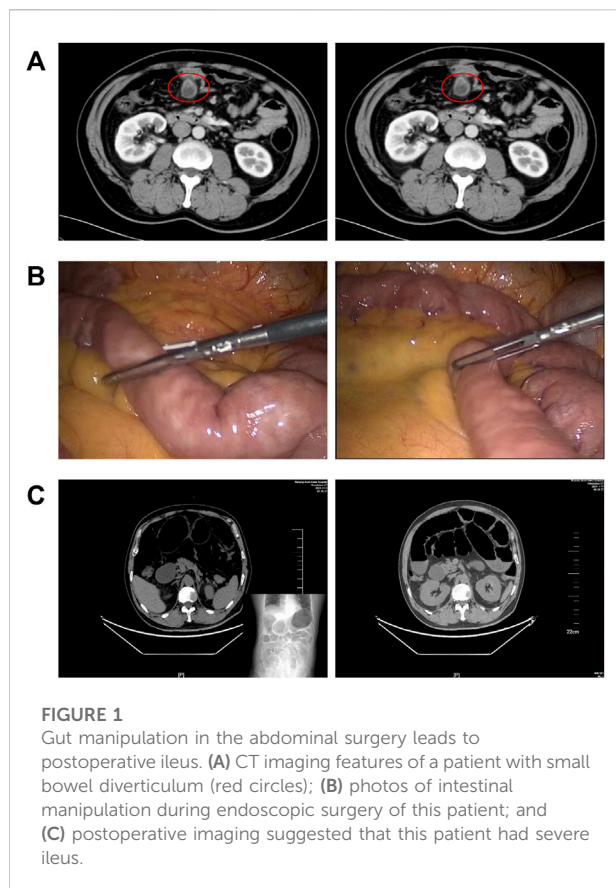 A
B
C
[P]
22cm
[P]
FIGURE 1
Gut manipulation in the abdominal surgery leads to
postoperative ileus. (A) CT imaging features of a patient with small
bowel diverticulum (red circles); (B) photos of intestinal
manipulation during endoscopic surgery of this patient; and
(C) postoperative imaging suggested that this patient had severe
ileus.